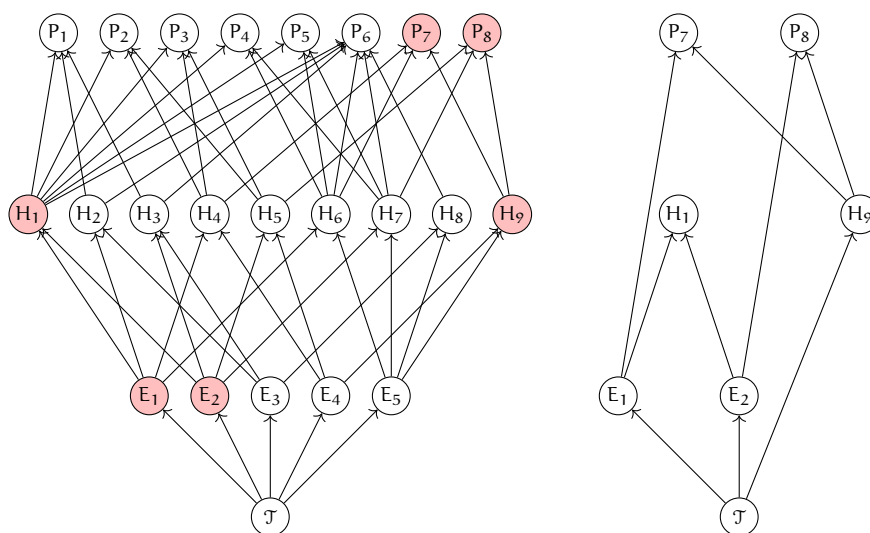 P₁ P₂ P₃ P₄ P₅ P₆ P₇ P₈ P₇ P₈
H₁ H₂ H₃ H₄ H₅ H₆ H₇ H₈ H₉ H₁ H₉
E₁ E₂ E₃ E₄ E₅ E₁ E₂
𝒯 𝒯